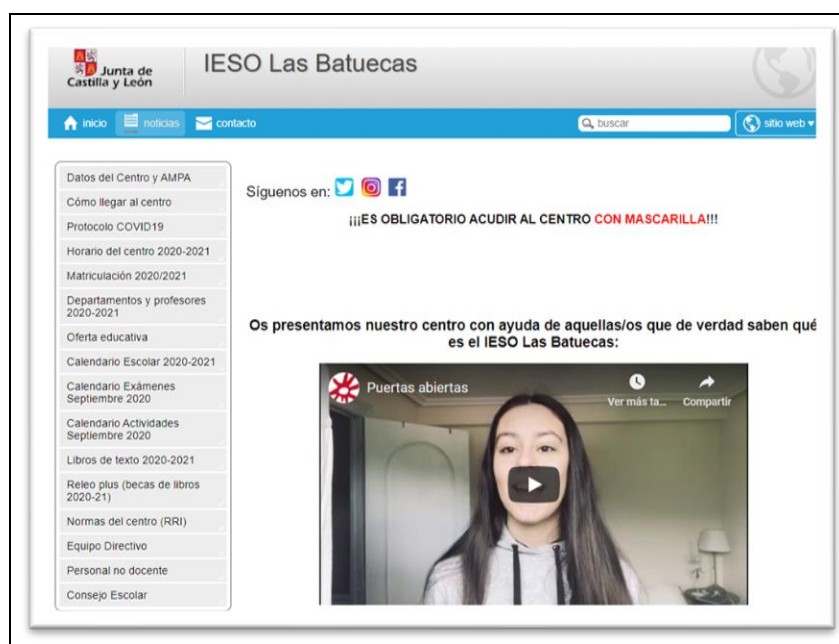 Junta de
Castilla y León
IESO Las Batuecas
inicio
noticias
contacto
buscar
sitio web
Datos del Centro y AMPA
Cómo llegar al centro
Protocolo COVID19
Horario del centro 2020-2021
Matriculación 2020/2021
Departamentos y profesores
2020-2021
Oferta educativa
Calendario Escolar 2020-2021
Calendario Exámenes
Septiembre 2020
Calendario Actividades
Septiembre 2020
Libros de texto 2020-2021
Releo plus (becas de libros
2020-21)
Normas del centro (RRI)
Equipo Directivo
Personal no docente
Consejo Escolar
Síguenos en:
¡¡¡ES OBLIGATORIO ACUDIR AL CENTRO CON MASCARILLA!!!
Os presentamos nuestro centro con ayuda de aquellas/os que de verdad saben qué
es el IESO Las Batuecas:
Puertas abiertas
Ver más ta...
Compartir